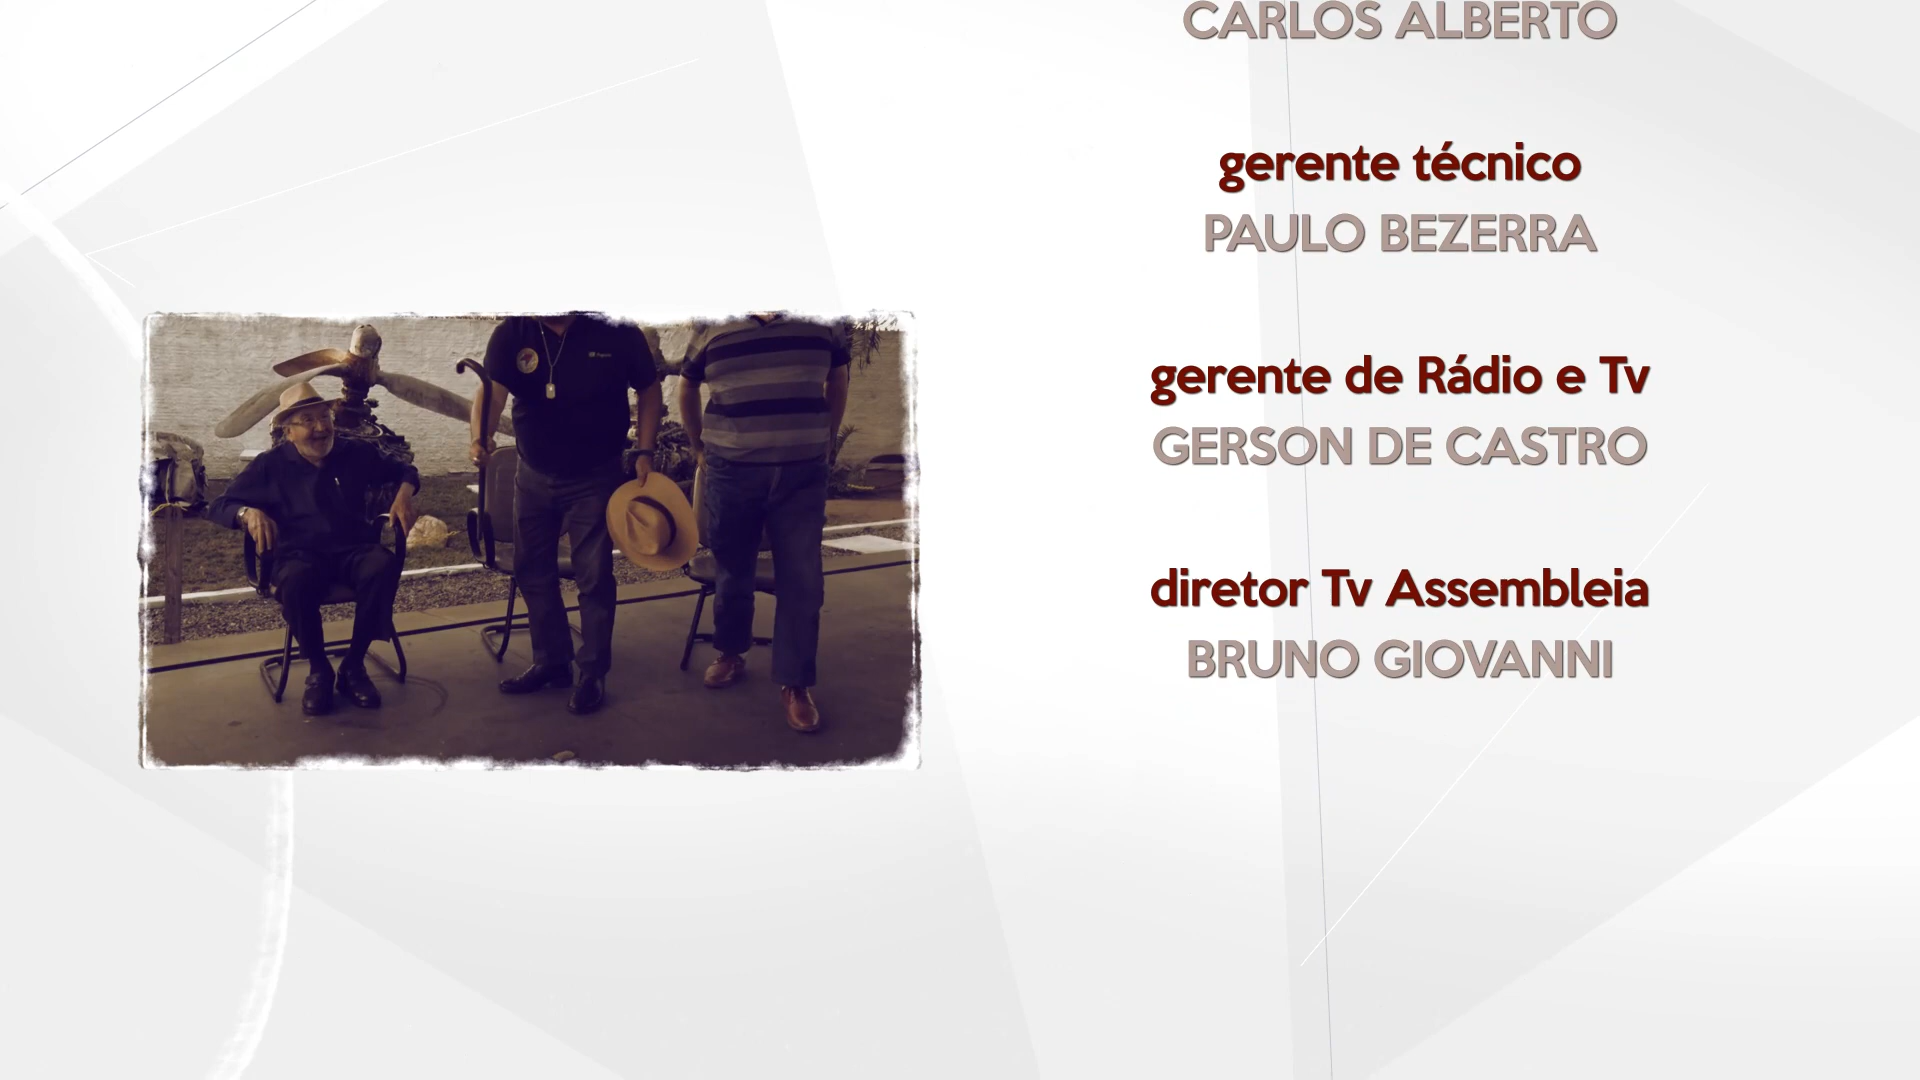 CARLOS ALBERTO
gerente técnico
PAULO BEZERRA
gerente de Rádio e Tv
GERSON DE CASTRO
diretor Tv Assembleia
BRUNO GIOVANNI